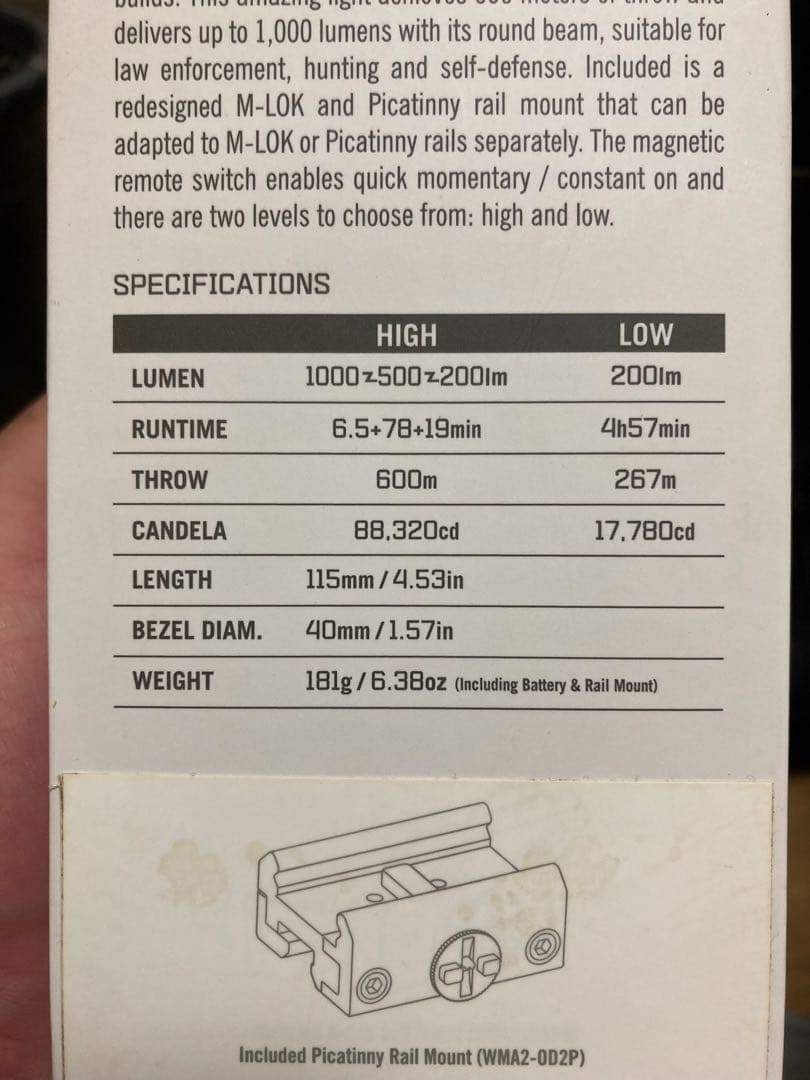 delivers up to 1,000 lumens with its round beam, suitable for
law enforcement, hunting and self-defense. Included is a
redesigned M-LOK and Picatinny rail mount that can be
adapted to M-LOK or Picatinny rails separately. The magnetic
remote switch enables quick momentary / constant on and
there are two levels to choose from: high and low.
SPECIFICATIONS
HIGH LOW
LUMEN 1000z500z200lm 200lm
RUNTIME 6.5+78+19min 4h57min
THROW 600m 267m
CANDELA 88,320cd 17,780cd
LENGTH 115mm / 4.53in
BEZEL DIAM. 40mm / 1.57in
WEIGHT 181g / 6.38oz (Including Battery & Rail Mount)
Included Picatinny Rail Mount (WMA2-OD2P)